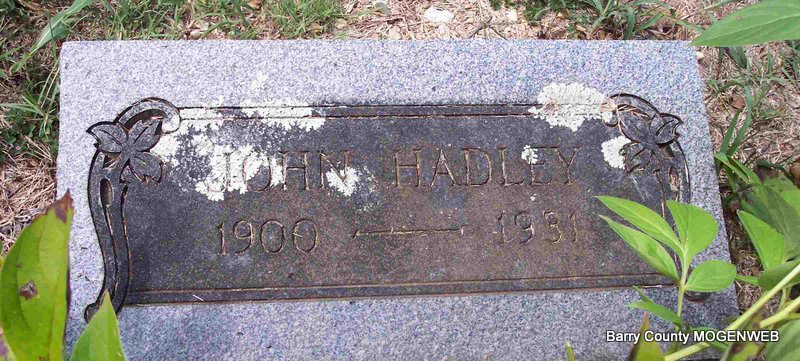 JOHN HADLEY
1900 — 1931
Barry County MOGENWEB